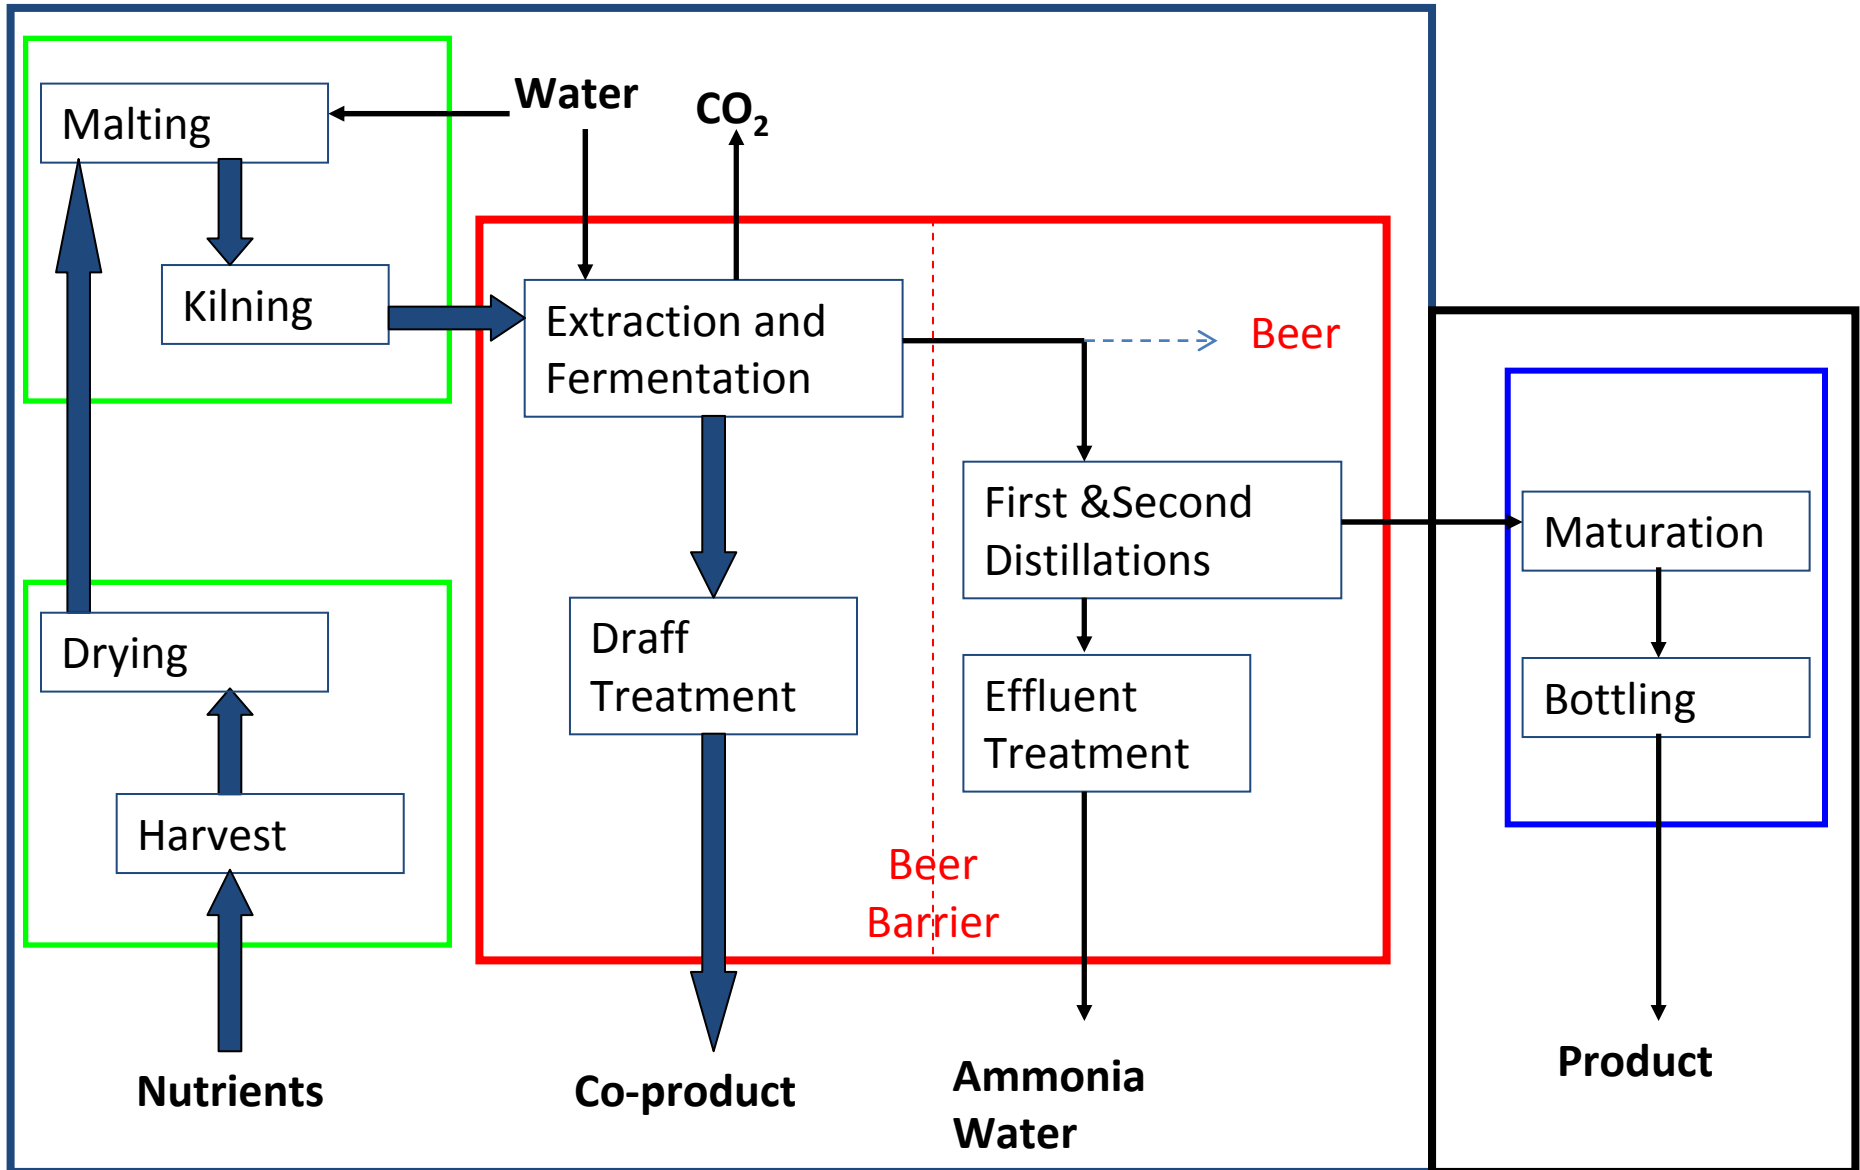 Water
CO₂
Malting
Kilning
Extraction and
Fermentation
Beer
First &Second
Distillations
Maturation
Drying
Draff
Treatment
Effluent
Treatment
Bottling
Harvest
Beer
Barrier
Nutrients
Co-product
Ammonia
Water
Product